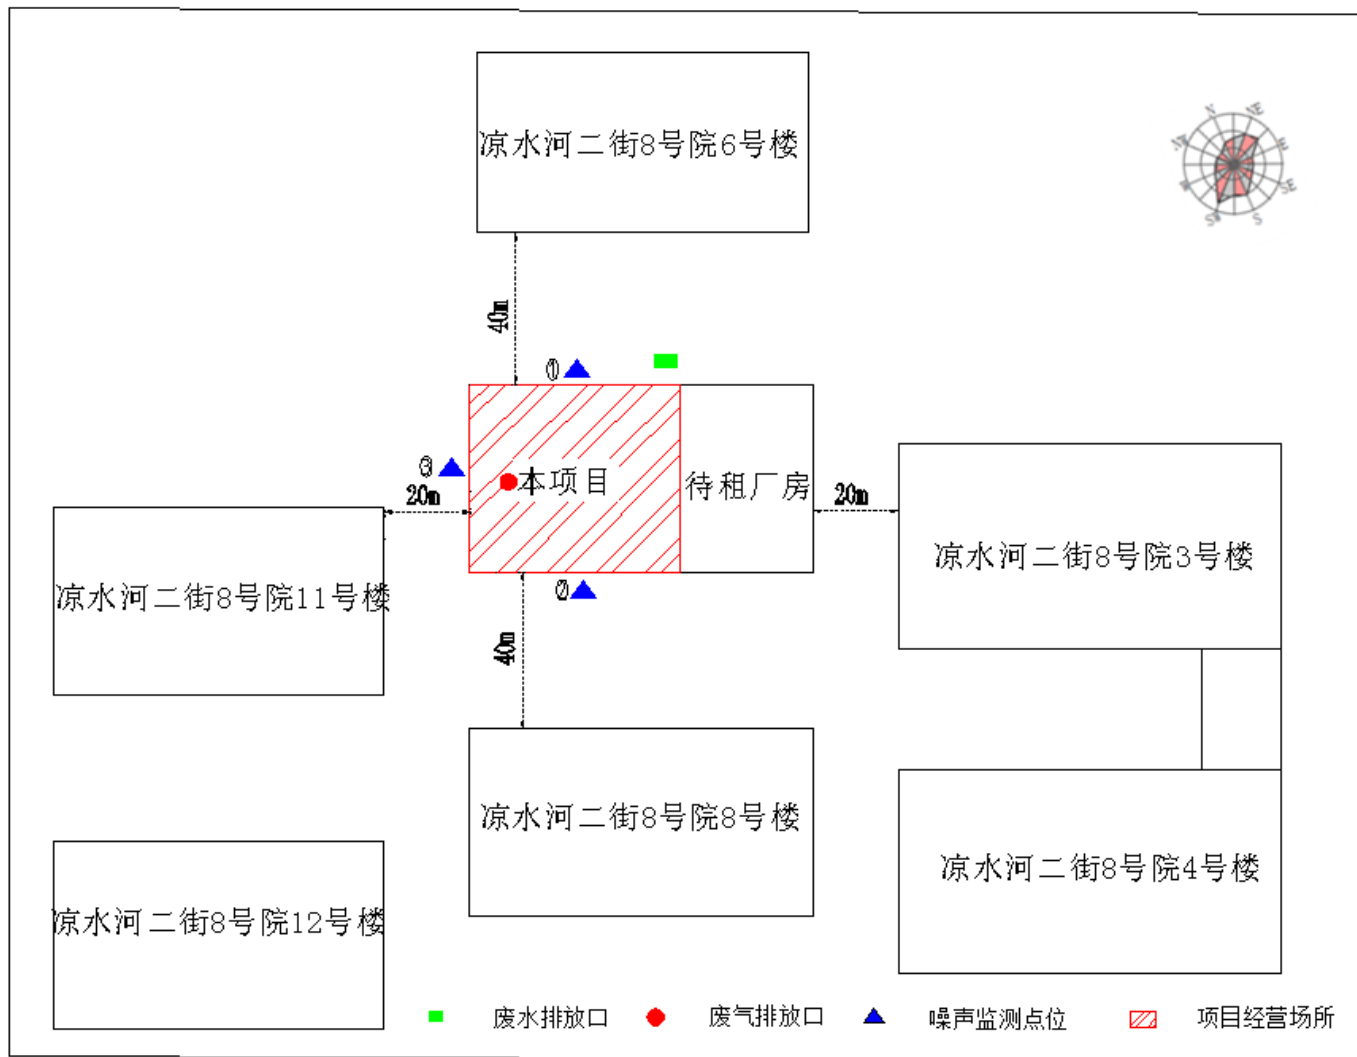 凉水河二街8号院6号楼
N
NE
E
SE
S
SW
W
NW
40m
①
③
本项目
待租厂房
20m
20m
凉水河二街8号院3号楼
凉水河二街8号院11号楼
②
40m
凉水河二街8号院8号楼
凉水河二街8号院4号楼
凉水河二街8号院12号楼
废水排放口
废气排放口
噪声监测点位
项目经营场所